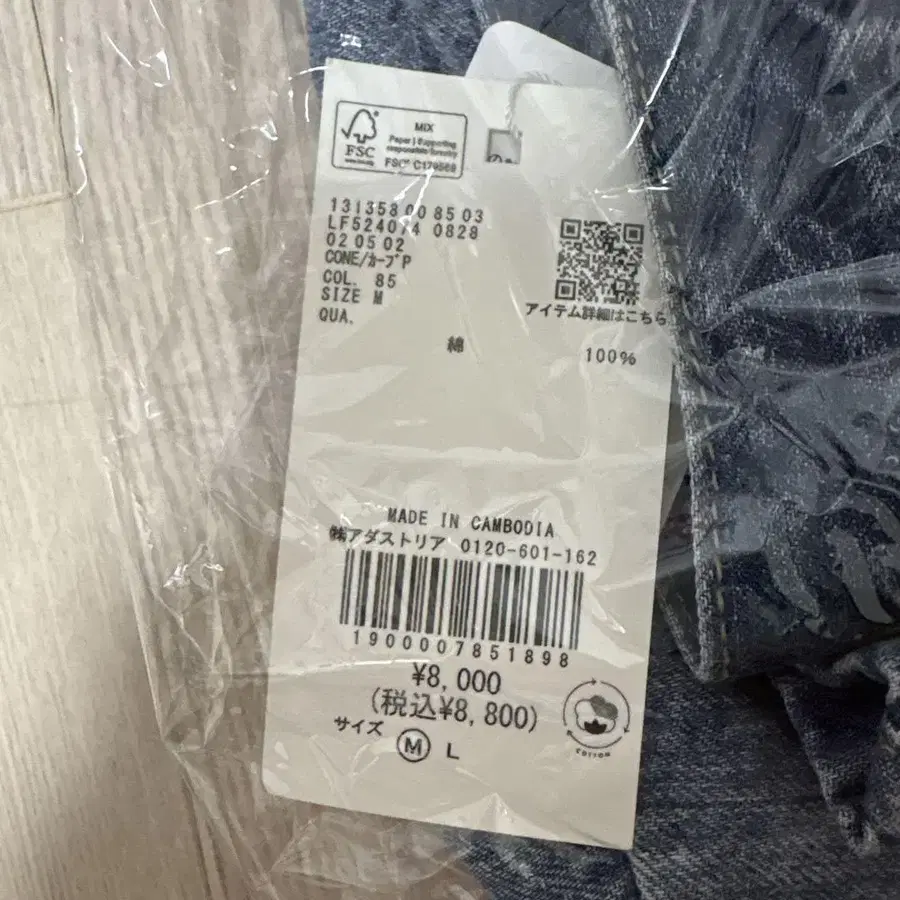 MIX
Paper | Supporting
responsible forestry
FSC
FSC® C179568
131358 00 85 03
LF524074 0828
02 05 02
CONE/ｶｰﾌﾞP
COL. 85
SIZE M
QUA.
アイテム詳細はこちら
綿 100%
MADE IN CAMBODIA
㈱アダストリア 0120-601-162
1900007851898
¥8,000
(税込¥8,800)
サイズ
M L
COTTON